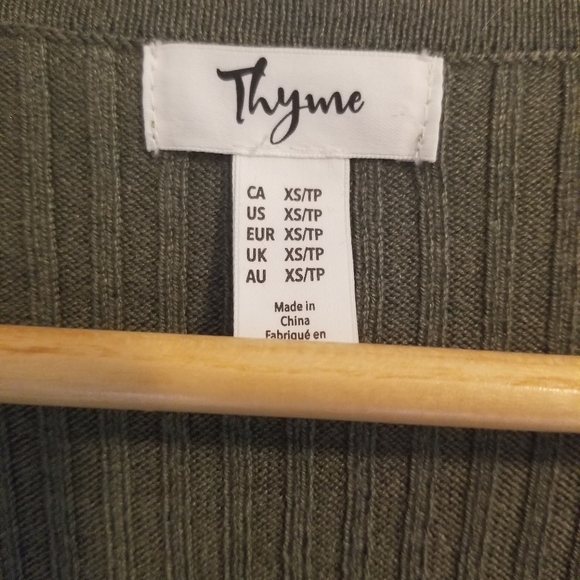 Thyme
CA XS/TP
US XS/TP
EUR XS/TP
UK XS/TP
AU XS/TP
Made in
China
Fabriqué en